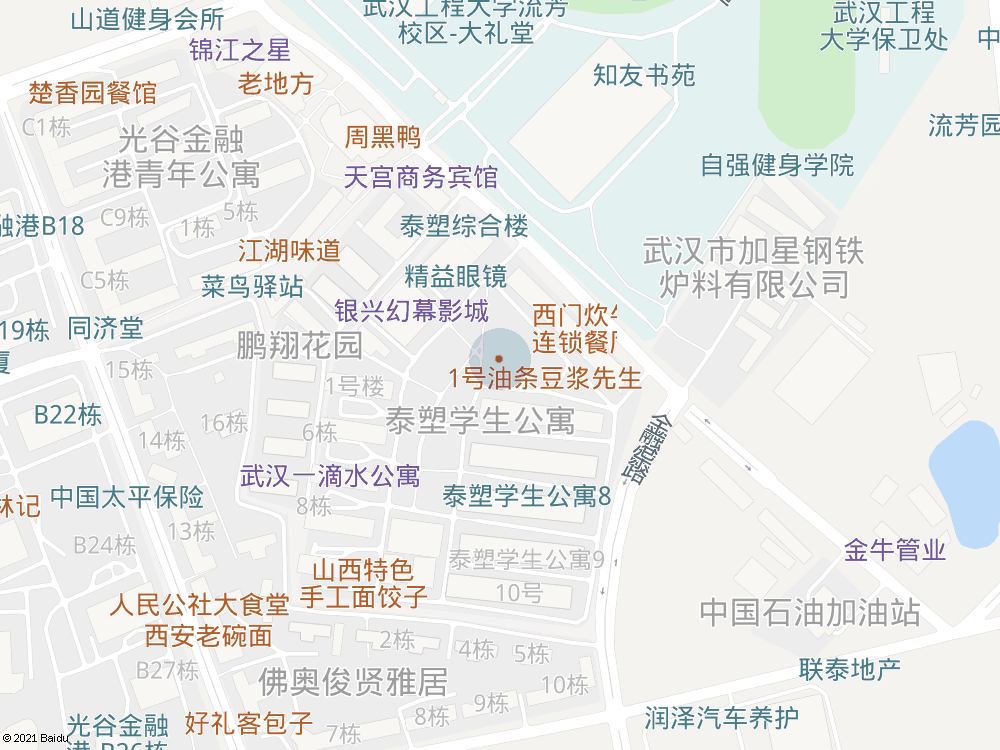 武汉工程大学流芳
校区-大礼堂
山道健身会所
武汉工程
大学保卫处
中
锦江之星
老地方
知友书苑
楚香园餐馆
C1栋
光谷金融
港青年公寓
周黑鸭
流芳园
天宫商务宾馆
自强健身学院
C9栋
5栋
1栋
融港B18
泰塑综合楼
江湖味道
武汉市加星钢铁
炉料有限公司
C5栋
菜鸟驿站
精益眼镜
银兴幻幕影城
西门炊牛
连锁餐厅
19栋
同济堂
鹏翔花园
厦
15栋
1号油条豆浆先生
1号楼
B22栋
16栋
泰塑学生公寓
6栋
14栋
武汉一滴水公寓
中国太平保险
林记
8栋
泰塑学生公寓8
13栋
B24栋
金牛管业
泰塑学生公寓9
山西特色
手工面饺子
10号
人民公社大食堂
西安老碗面
中国石油加油站
2栋
4栋
5栋
B27栋
佛奥俊贤雅居
联泰地产
10栋
9栋
8栋
7栋
光谷金融
港-B26栋
好礼客包子
润泽汽车养护
© 2021 Baidu